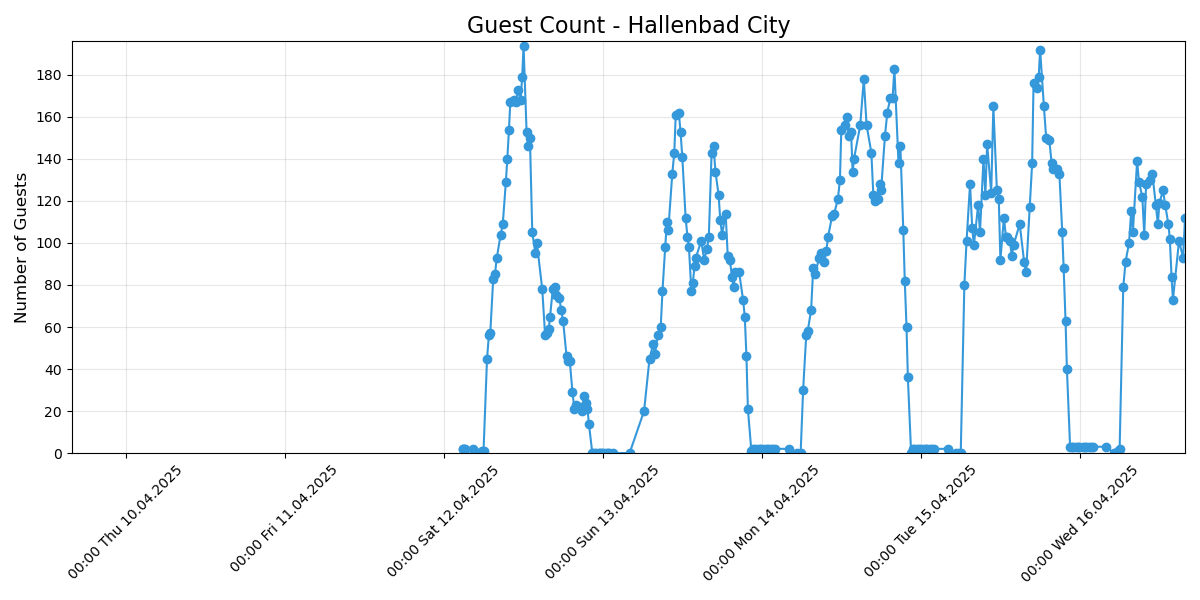 Guest Count - Hallenbad City
Number of Guests
180
160
140
120
100
80
60
40
20
0
00:00 Thu 10.04.2025
00:00 Fri 11.04.2025
00:00 Sat 12.04.2025
00:00 Sun 13.04.2025
00:00 Mon 14.04.2025
00:00 Tue 15.04.2025
00:00 Wed 16.04.2025